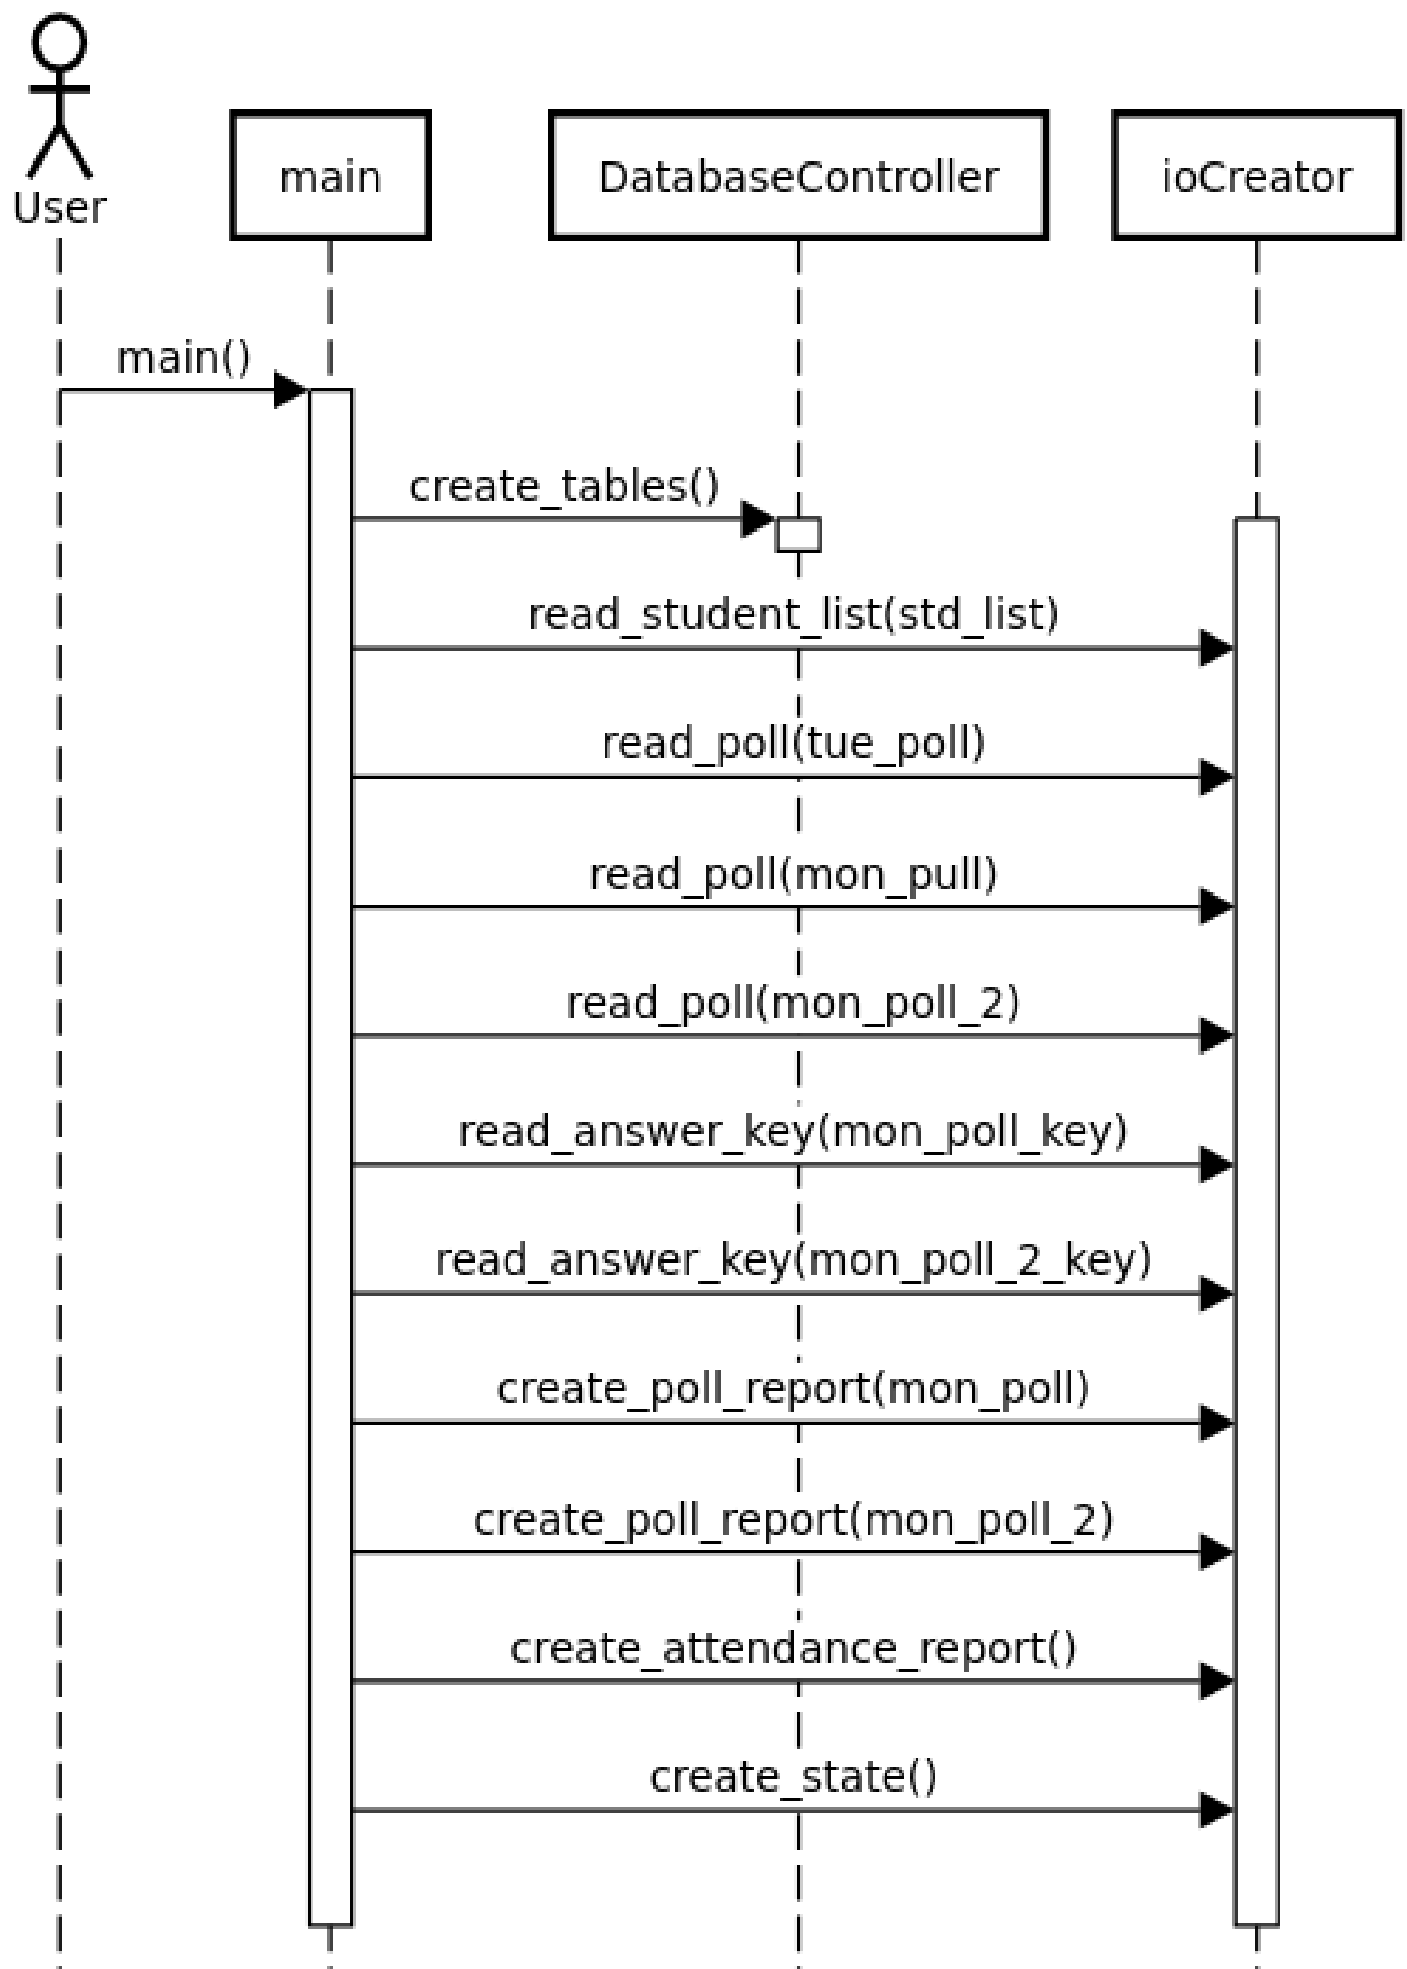 User
main
DatabaseController
ioCreator
main()
create_tables()
read_student_list(std_list)
read_poll(tue_poll)
read_poll(mon_pull)
read_poll(mon_poll_2)
read_answer_key(mon_poll_key)
read_answer_key(mon_poll_2_key)
create_poll_report(mon_poll)
create_poll_report(mon_poll_2)
create_attendance_report()
create_state()